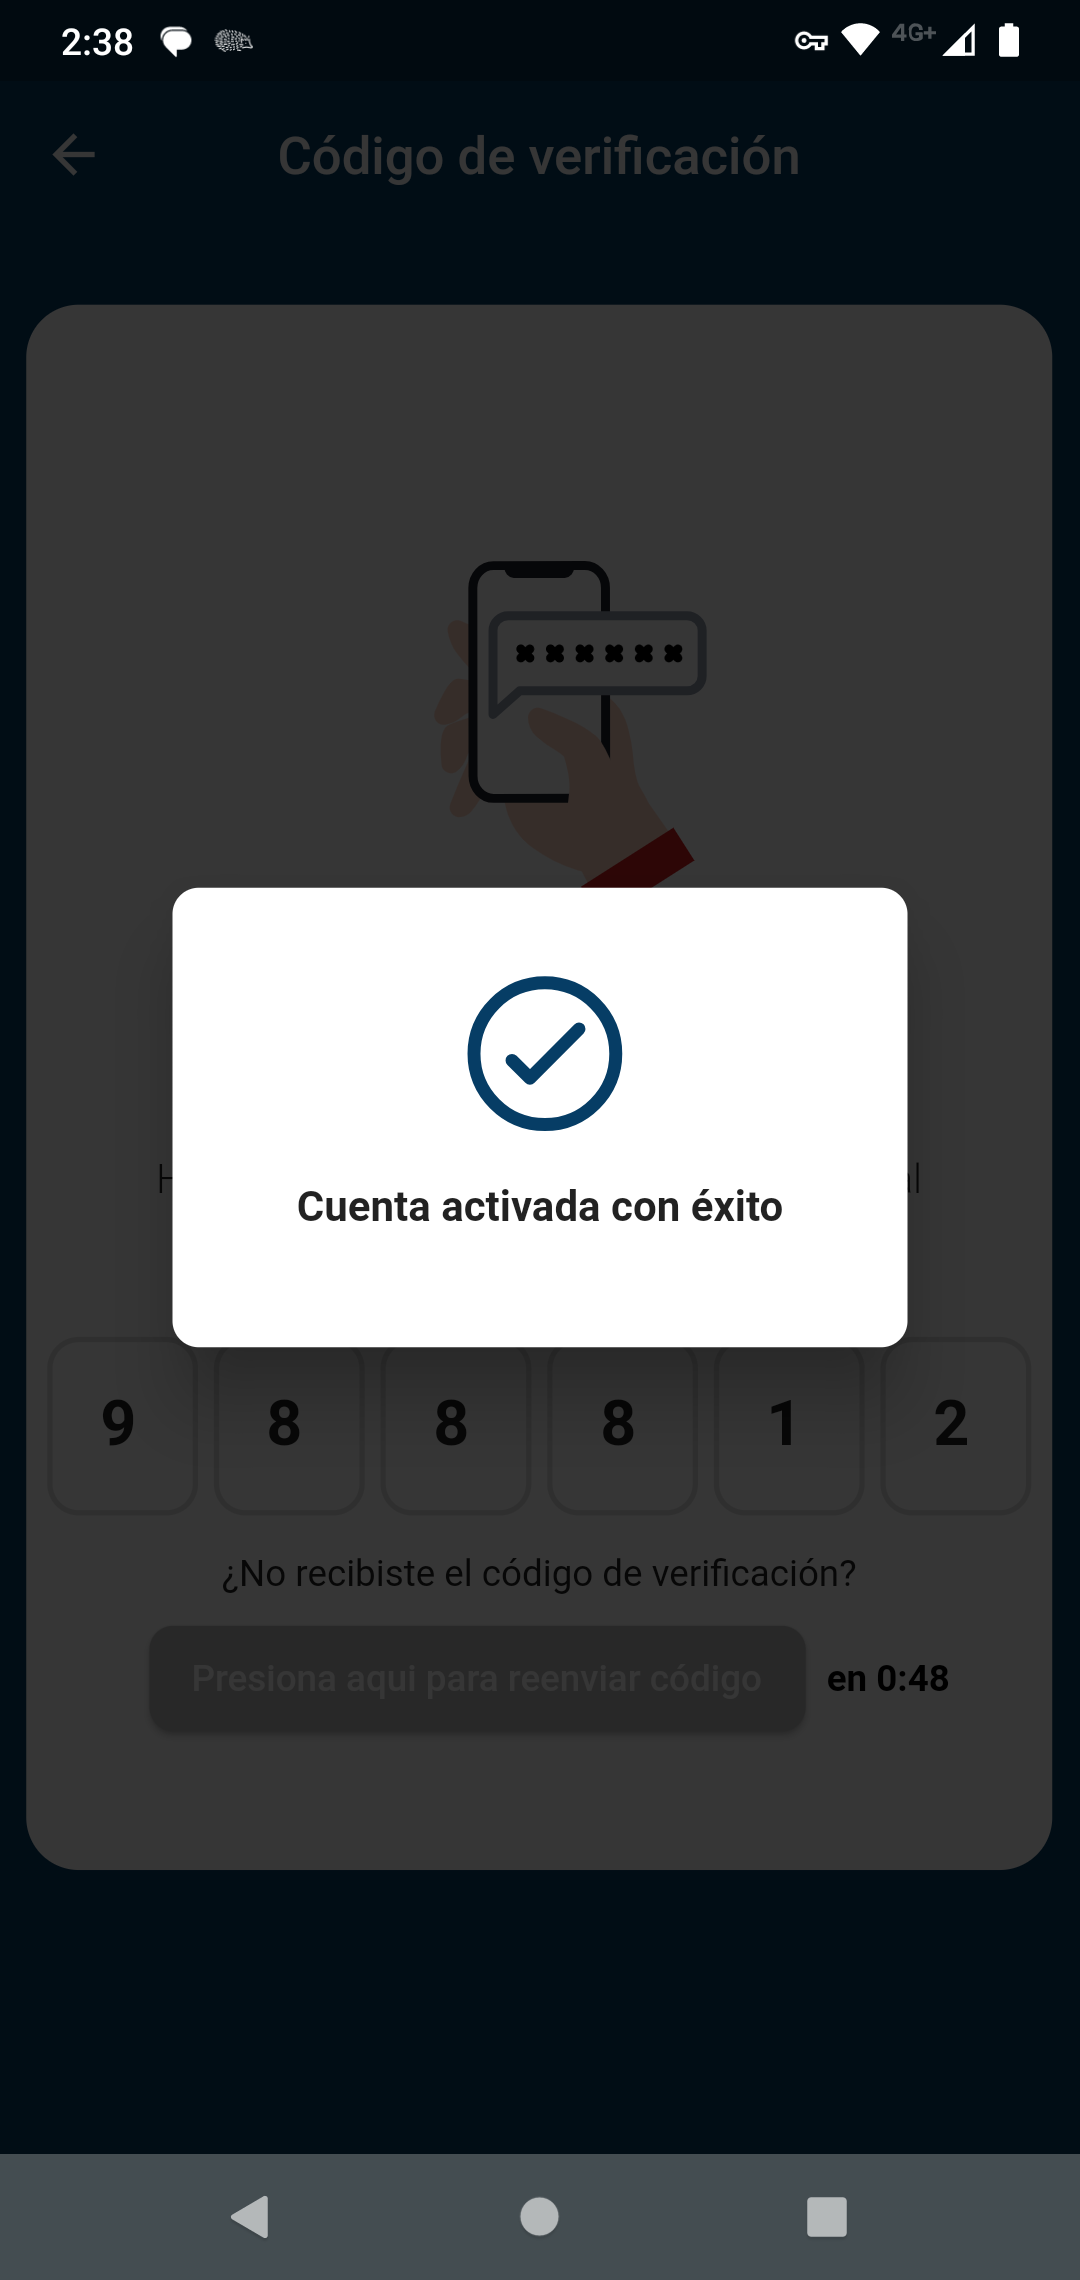 2:38
4G+
Código de verificación
Cuenta activada con éxito
9 8 8 8 1 2
¿No recibiste el código de verificación?
Presiona aqui para reenviar código en 0:48